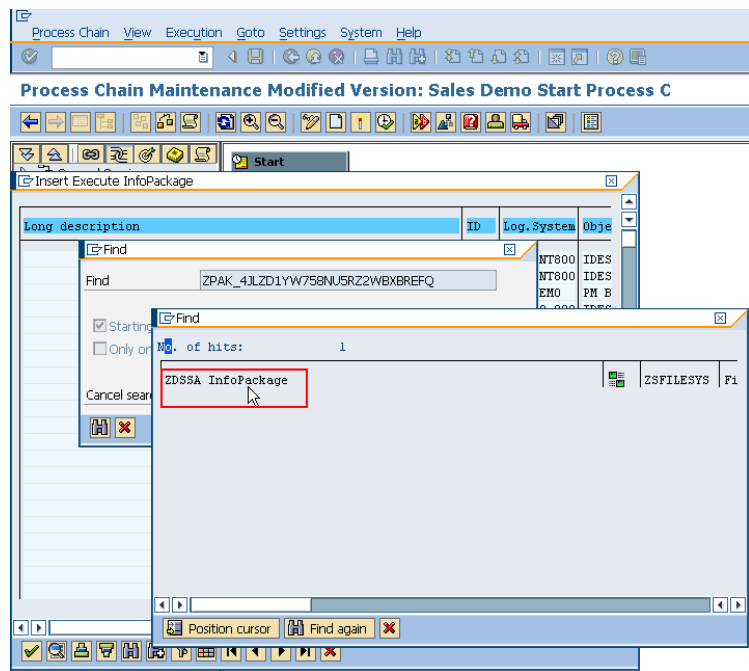 Process Chain View Execution Goto Settings System Help
Process Chain Maintenance Modified Version: Sales Demo Start Process C
Start
Insert Execute InfoPackage
Long description ID Log.System Obje
Find
NT800 IDES
Find ZPAK_4JLZD1YW758NU5RZ2WBXBREFQ NT800 IDES
EMO PM B
Find
Starting
No. of hits: 1
Only on
ZDSSA InfoPackage ZSFILESYS Fi
Cancel sear
Position cursor Find again